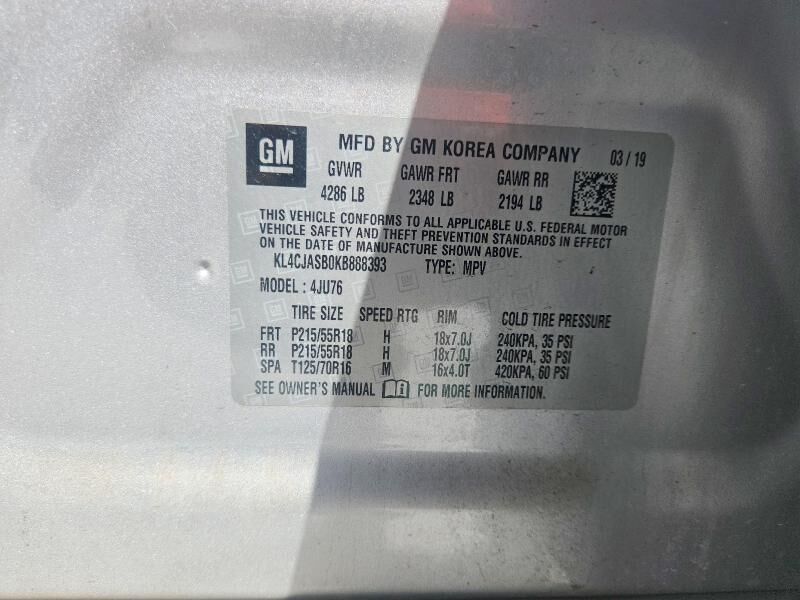 GM MFD BY GM KOREA COMPANY 03 / 19
GVWR GAWR FRT GAWR RR
4286 LB 2348 LB 2194 LB
THIS VEHICLE CONFORMS TO ALL APPLICABLE U.S. FEDERAL MOTOR
VEHICLE SAFETY AND THEFT PREVENTION STANDARDS IN EFFECT
ON THE DATE OF MANUFACTURE SHOWN ABOVE.
KL4CJASB0KB888393 TYPE: MPV
MODEL : 4JU76
TIRE SIZE SPEED RTG RIM COLD TIRE PRESSURE
FRT P215/55R18 H 18x7.0J 240KPA, 35 PSI
RR P215/55R18 H 18x7.0J 240KPA, 35 PSI
SPA T125/70R16 M 16x4.0T 420KPA, 60 PSI
SEE OWNER'S MANUAL FOR MORE INFORMATION.